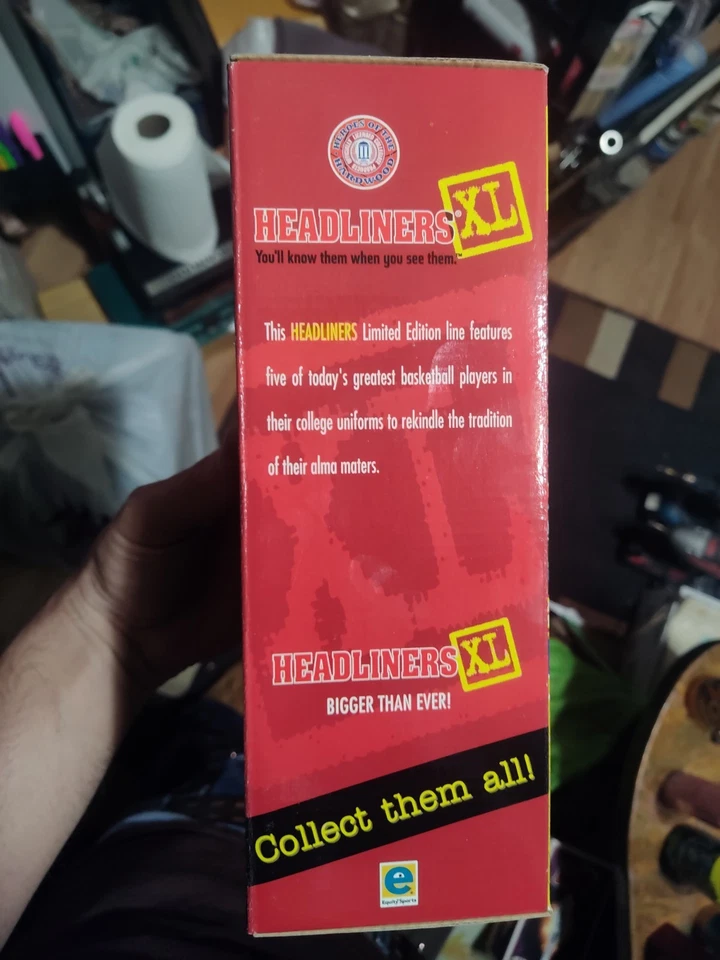 HEROES OF THE
HARDWOOD
HEADLINERS® XL
You'll know them when you see them.™
This HEADLINERS Limited Edition line features
five of today's greatest basketball players in
their college uniforms to rekindle the tradition
of their alma maters.
HEADLINERS XL
BIGGER THAN EVER!
Collect them all!
e
Equity Sports